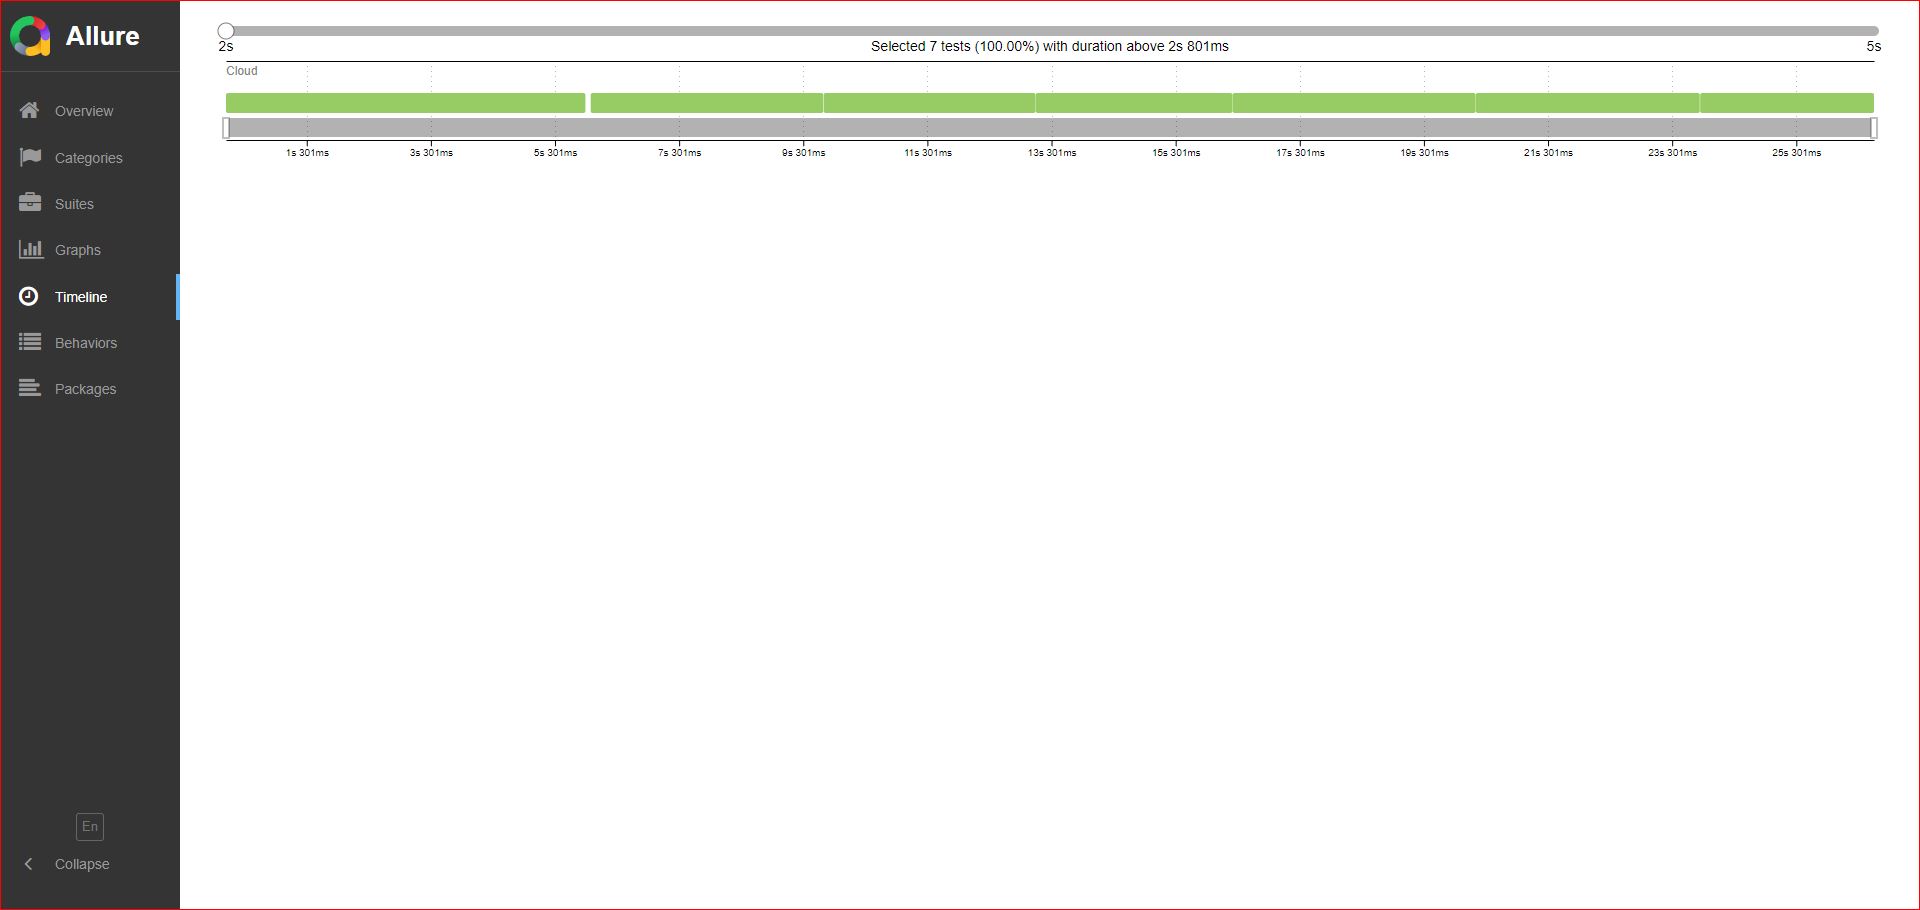 Allure
Overview
Categories
Suites
Graphs
Timeline
Behaviors
Packages
En
Collapse
2s
Selected 7 tests (100.00%) with duration above 2s 801ms
5s
Cloud
1s 301ms
3s 301ms
5s 301ms
7s 301ms
9s 301ms
11s 301ms
13s 301ms
15s 301ms
17s 301ms
19s 301ms
21s 301ms
23s 301ms
25s 301ms